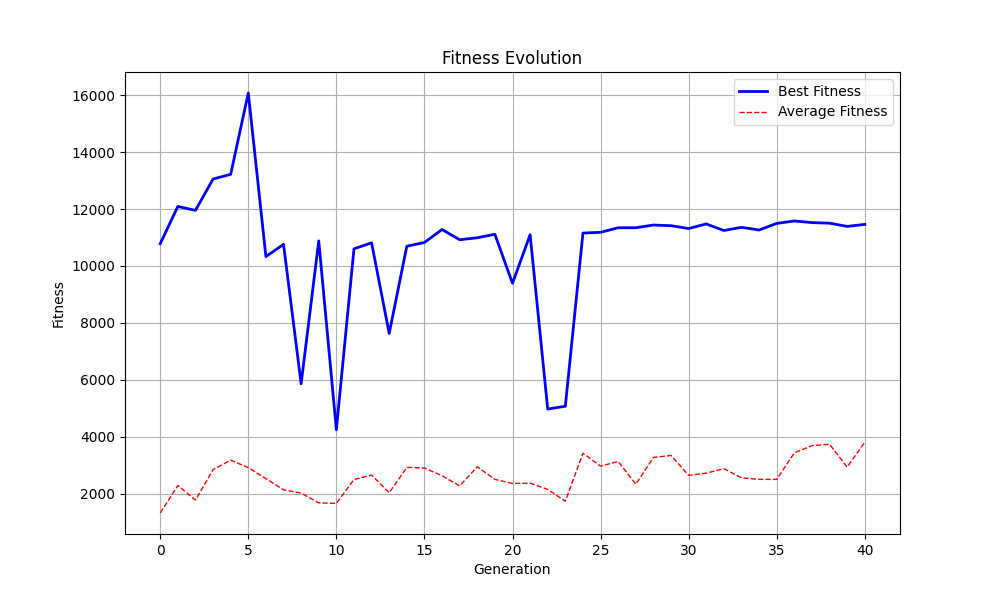 Fitness Evolution
Best Fitness
Average Fitness
16000
14000
12000
10000
8000
6000
4000
2000
Fitness
0 5 10 15 20 25 30 35 40
Generation